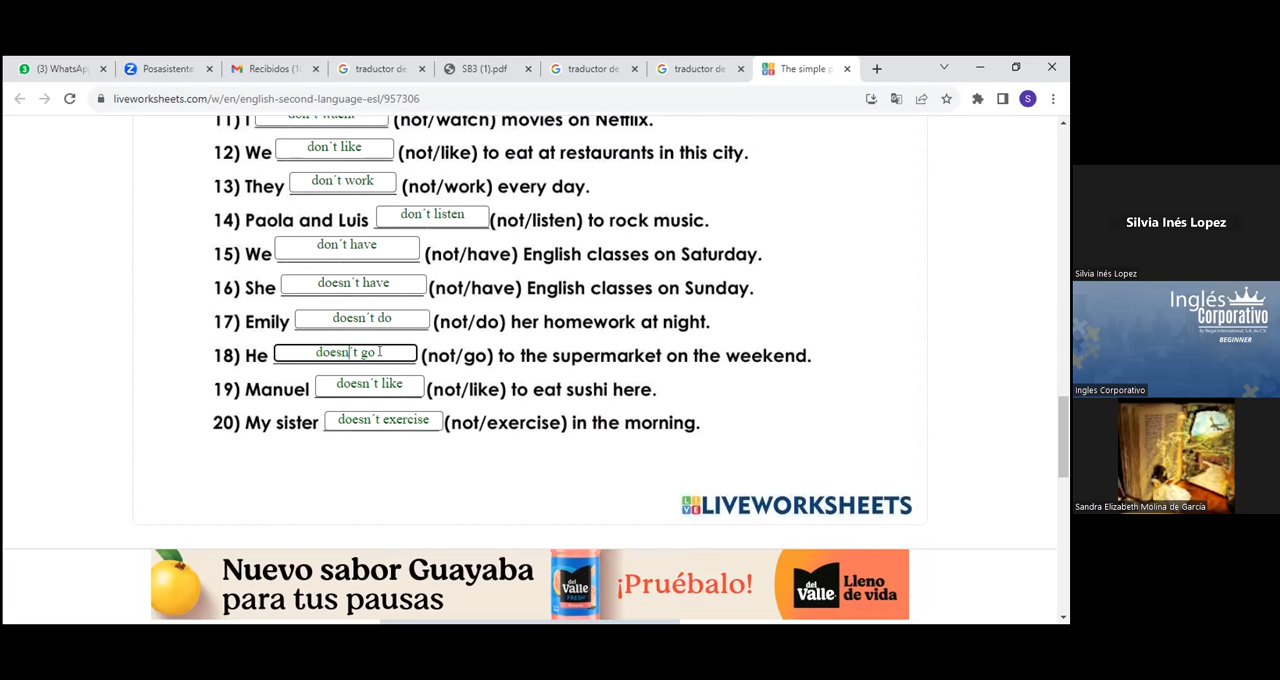 (3) WhatsAp
Posasistente
Recibidos (1
traductor de
SB3 (1).pdf
traductor de
traductor de
The simple p
liveworksheets.com/w/en/english-second-language-esl/957306
S
11) I (not/watch) movies on Netflix.
12) We don´t like (not/like) to eat at restaurants in this city.
13) They don´t work (not/work) every day.
14) Paola and Luis don´t listen (not/listen) to rock music.
15) We don´t have (not/have) English classes on Saturday.
16) She doesn´t have (not/have) English classes on Sunday.
17) Emily doesn´t do (not/do) her homework at night.
18) He doesn´t go (not/go) to the supermarket on the weekend.
19) Manuel doesn´t like (not/like) to eat sushi here.
20) My sister doesn´t exercise (not/exercise) in the morning.
LIVEWORKSHEETS
Nuevo sabor Guayaba
para tus pausas
del Valle
FRESH
¡Pruébalo!
del Valle
Lleno
de vida
Silvia Inés Lopez
Silvia Inés Lopez
Inglés
Corporativo
BEGINNER
Ingles Corporativo
Sandra Elizabeth Molina de García